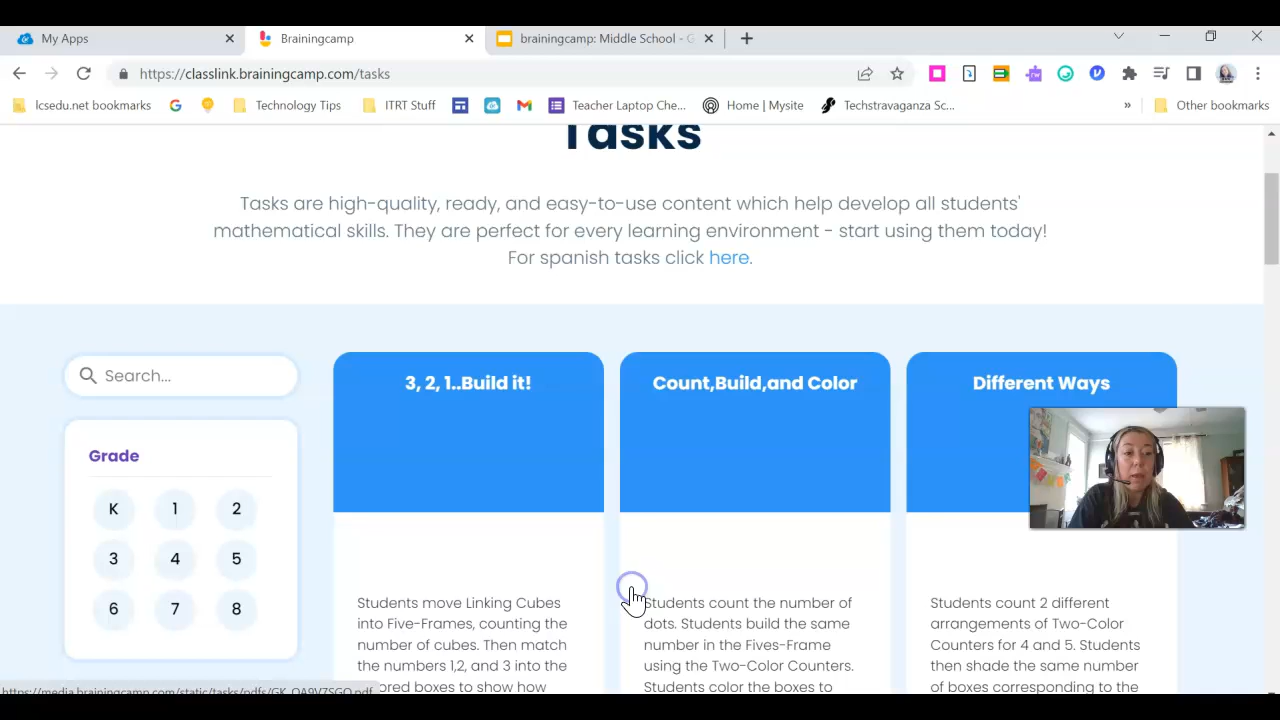 My Apps
Brainingcamp
brainingcamp: Middle School - G
https://classlink.brainingcamp.com/tasks
lcsedu.net bookmarks
Technology Tips
ITRT Stuff
Teacher Laptop Che...
Home | Mysite
Techstravaganza Sc...
»
Other bookmarks
Tasks
Tasks are high-quality, ready, and easy-to-use content which help develop all students'
mathematical skills. They are perfect for every learning environment - start using them today!
For spanish tasks click here.
Search...
Grade
K 1 2
3 4 5
6 7 8
3, 2, 1..Build it!
Students move Linking Cubes
into Five-Frames, counting the
number of cubes. Then match
the numbers 1,2, and 3 into the
ored boxes to show how
Count,Build,and Color
Students count the number of
dots. Students build the same
number in the Fives-Frame
using the Two-Color Counters.
Students color the boxes to
Different Ways
Students count 2 different
arrangements of Two-Color
Counters for 4 and 5. Students
then shade the same number
of boxes corresponding to the